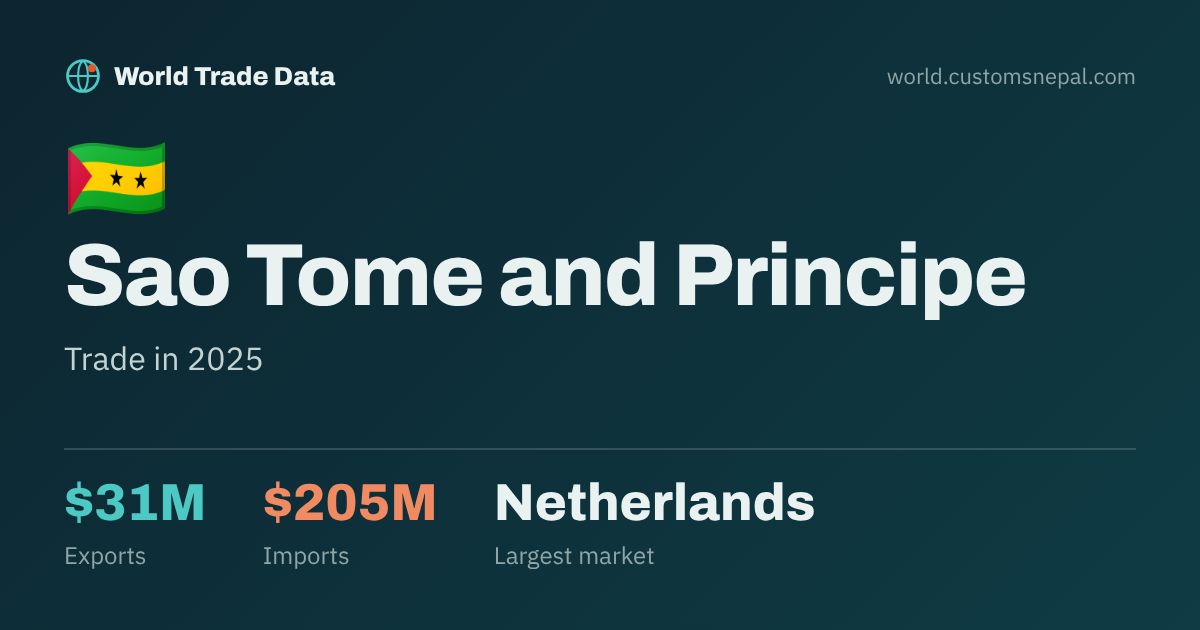 World Trade Data
world.customsnepal.com
Sao Tome and Principe
Trade in 2025
$31M
Exports
$205M
Imports
Netherlands
Largest market